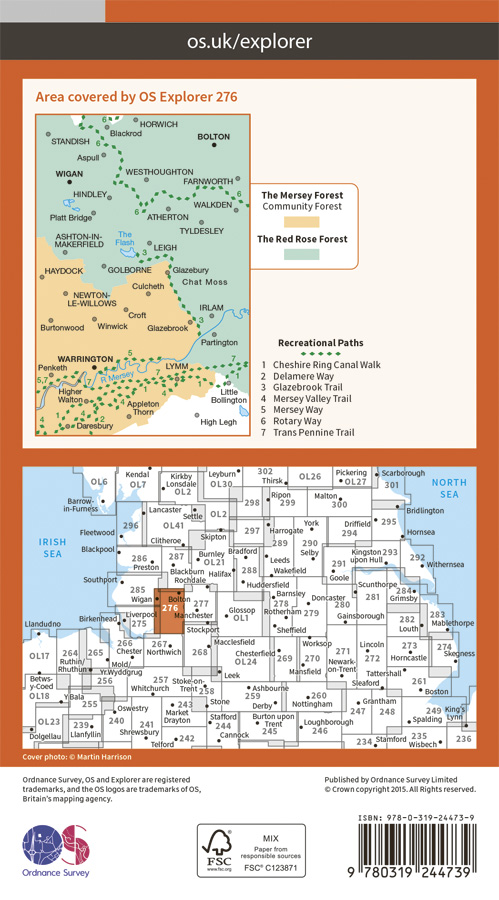 os.uk/explorer
Area covered by OS Explorer 276
HORWICH
Blackrod
6
BOLTON
STANDISH
6
Aspull
WIGAN
WESTHOUGHTON
FARNWORTH
6
HINDLEY
WALKDEN
Platt Bridge
6
ATHERTON
TYLDESLEY
ASHTON-IN-
MAKERFIELD
The
Flash
LEIGH
3
HAYDOCK
GOLBORNE
Glazebury
Chat Moss
Culcheth
NEWTON-
LE-WILLOWS
Croft
IRLAM
Burtonwood
Winwick
Glazebrook
3
Partington
WARRINGTON
Penketh
5
7
5,7
R Mersey
LYMM
7
Higher
Walton
4
1
Appleton
Thorn
Little
Bollington
Daresbury
High Legh
The Mersey Forest
Community Forest
The Red Rose Forest
Recreational Paths
1 Cheshire Ring Canal Walk
2 Delamere Way
3 Glazebrook Trail
4 Mersey Valley Trail
5 Mersey Way
6 Rotary Way
7 Trans Pennine Trail
OL6
Kendal
OL7
Kirkby
Lonsdale
OL2
Leyburn
OL30
302
Thirsk
OL26
Pickering
OL27
Scarborough
301
NORTH
SEA
Barrow-
in-Furness
Lancaster
Settle
OL2
298
Ripon
299
Malton
300
Bridlington
296
OL41
Skipton
297
Harrogate
York
Driffield
294
295
Fleetwood
Hornsea
IRISH
SEA
Clitheroe
289
290
Blackpool
286
Preston
287
Burnley
OL21
Bradford
288
Leeds
Selby
Kingston
upon Hull
293
292
Withernsea
Blackburn
Rochdale
Halifax
Wakefield
291
Goole
Southport
Huddersfield
Scunthorpe
284
Grimsby
285
Wigan
Bolton
276
277
Manchester
Glossop
OL1
Barnsley
278
Rotherham
279
Doncaster
280
281
Gainsborough
282
Louth
283
Mablethorpe
Llandudno
Birkenhead
Liverpool
275
Stockport
Sheffield
266
Chester
267
Northwich
268
Macclesfield
Chesterfield
OL24
269
Worksop
270
Mansfield
271
Newark-
on-Trent
Lincoln
272
273
Horncastle
274
Skegness
OL17
264
Ruthin/
Rhuthun
265
Mold/
Yr Wyddgrug
256
Tattershall
Betws-
y-Coed
OL18
257
Whitchurch
Stoke-on-
Trent
258
Leek
Ashbourne
259
Derby
260
Nottingham
Sleaford
261
Boston
Y Bala
255
Oswestry
243
Market
Drayton
Stone
Grantham
247
248
249
Spalding
King's
Lynn
OL23
239
Llanfyllin
240
241
Shrewsbury
Stafford
244
Burton upon
Trent
245
Loughborough
246
Dolgellau
Telford
242
Cannock
234
Stamford
235
Wisbech
236
Cover photo: © Martin Harrison
Ordnance Survey, OS and Explorer are registered
trademarks, and the OS logos are trademarks of OS,
Britain's mapping agency.
Published by Ordnance Survey Limited
© Crown copyright 2015. All Rights reserved.
OS
Ordnance Survey
FSC
www.fsc.org
MIX
Paper from
responsible sources
FSC® C123871
ISBN: 978-0-319-24473-9
9 780319 244739